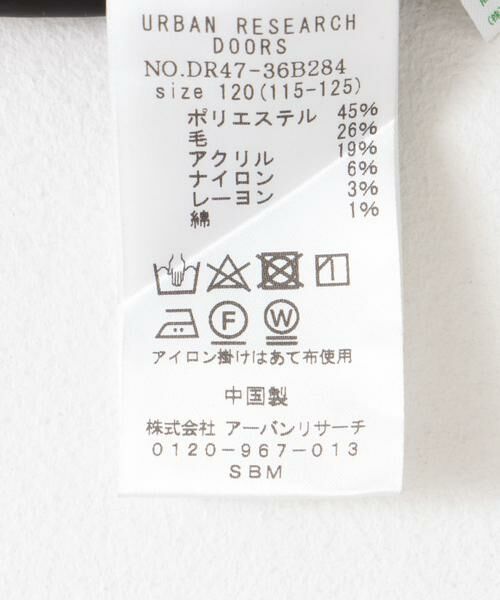 URBAN RESEARCH
DOORS
NO.DR47-36B284
size 120(115-125)
ポリエステル 45%
毛 26%
アクリル 19%
ナイロン 6%
レーヨン 3%
綿 1%
F W
アイロン掛けはあて布使用
中国製
株式会社 アーバンリサーチ
0120-967-013
SBM